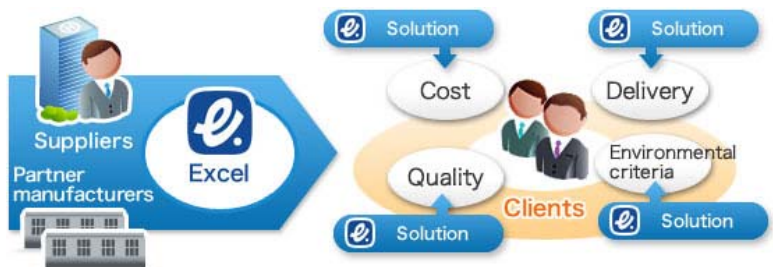 Suppliers
Partner
manufacturers
e.
Excel
e. Solution
Cost
e. Solution
Delivery
Quality
e. Solution
Environmental
criteria
e. Solution
Clients